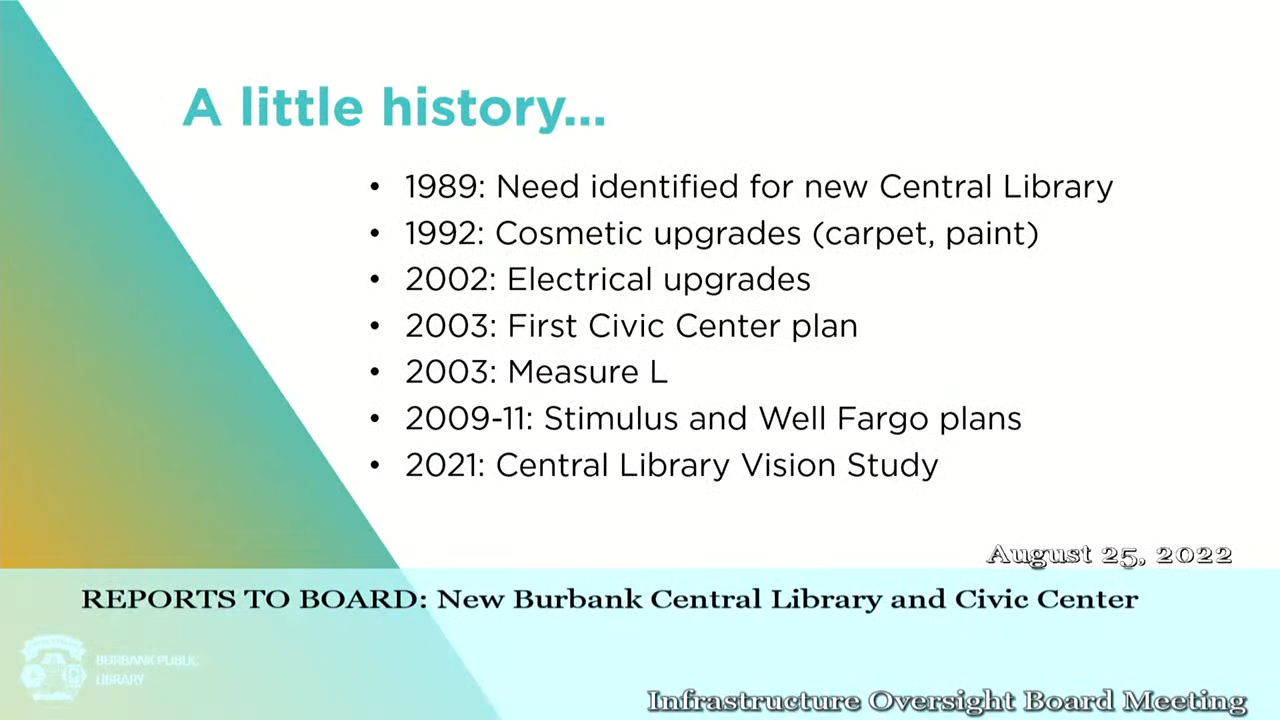 A little history...
• 1989: Need identified for new Central Library
• 1992: Cosmetic upgrades (carpet, paint)
• 2002: Electrical upgrades
• 2003: First Civic Center plan
• 2003: Measure L
• 2009-11: Stimulus and Well Fargo plans
• 2021: Central Library Vision Study
August 25, 2022
REPORTS TO BOARD: New Burbank Central Library and Civic Center
BURBANK PUBLIC
LIBRARY
Infrastructure Oversight Board Meeting